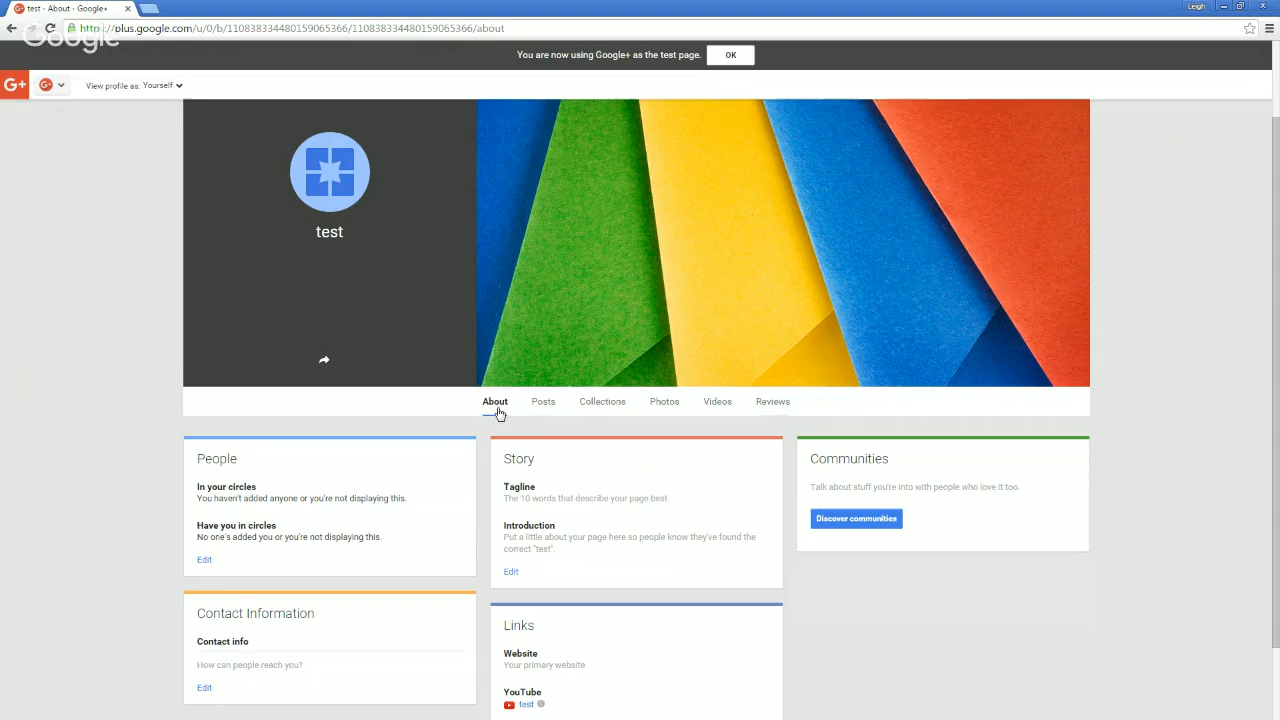 test - About - Google+
Leigh
https://plus.google.com/u/0/b/110838334480159065366/110838334480159065366/about
Google
You are now using Google+ as the test page. OK
G+ View profile as: Yourself
test
About Posts Collections Photos Videos Reviews
People
In your circles
You haven't added anyone or you're not displaying this.
Have you in circles
No one's added you or you're not displaying this.
Edit
Contact Information
Contact info
How can people reach you?
Edit
Story
Tagline
The 10 words that describe your page best
Introduction
Put a little about your page here so people know they've found the
correct "test".
Edit
Links
Website
Your primary website
YouTube
test
Communities
Talk about stuff you're into with people who love it too.
Discover communities